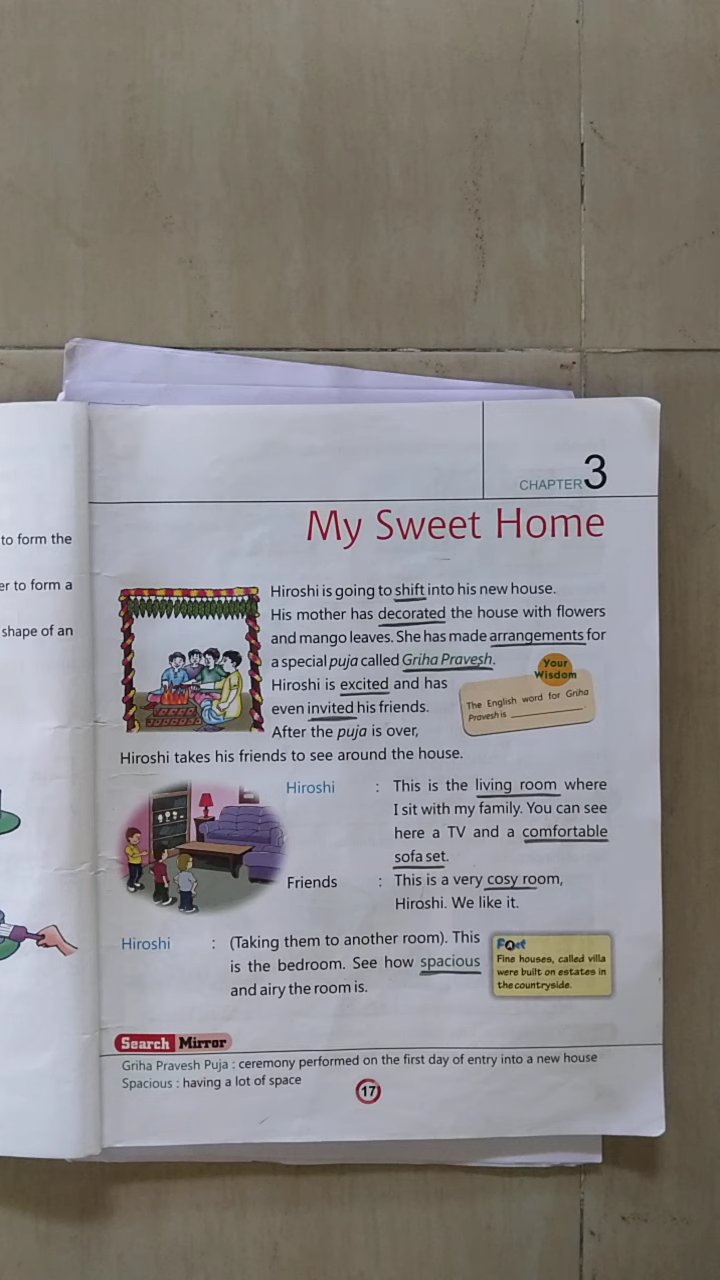 to form the
er to form a
shape of an
CHAPTER 3
My Sweet Home
Hiroshi is going to shift into his new house.
His mother has decorated the house with flowers
and mango leaves. She has made arrangements for
a special puja called Griha Pravesh.
Hiroshi is excited and has
even invited his friends.
After the puja is over,
Hiroshi takes his friends to see around the house.
Your
Wisdom
The English word for Griha
Pravesh is ____________.
Hiroshi : This is the living room where
I sit with my family. You can see
here a TV and a comfortable
sofa set.
Friends : This is a very cosy room,
Hiroshi. We like it.
Hiroshi : (Taking them to another room). This
is the bedroom. See how spacious
and airy the room is.
Fact
Fine houses, called villa
were built on estates in
the countryside.
Search Mirror
Griha Pravesh Puja : ceremony performed on the first day of entry into a new house
Spacious : having a lot of space
17